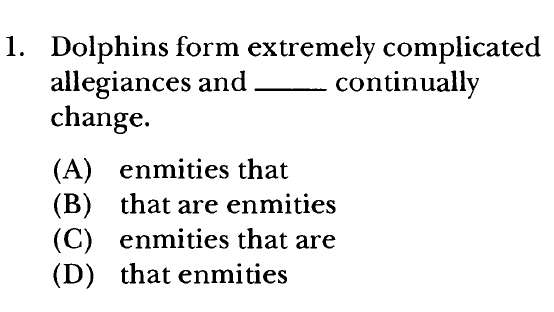 1. Dolphins form extremely complicated
allegiances and _____ continually
change.
(A) enmities that
(B) that are enmities
(C) enmities that are
(D) that enmities